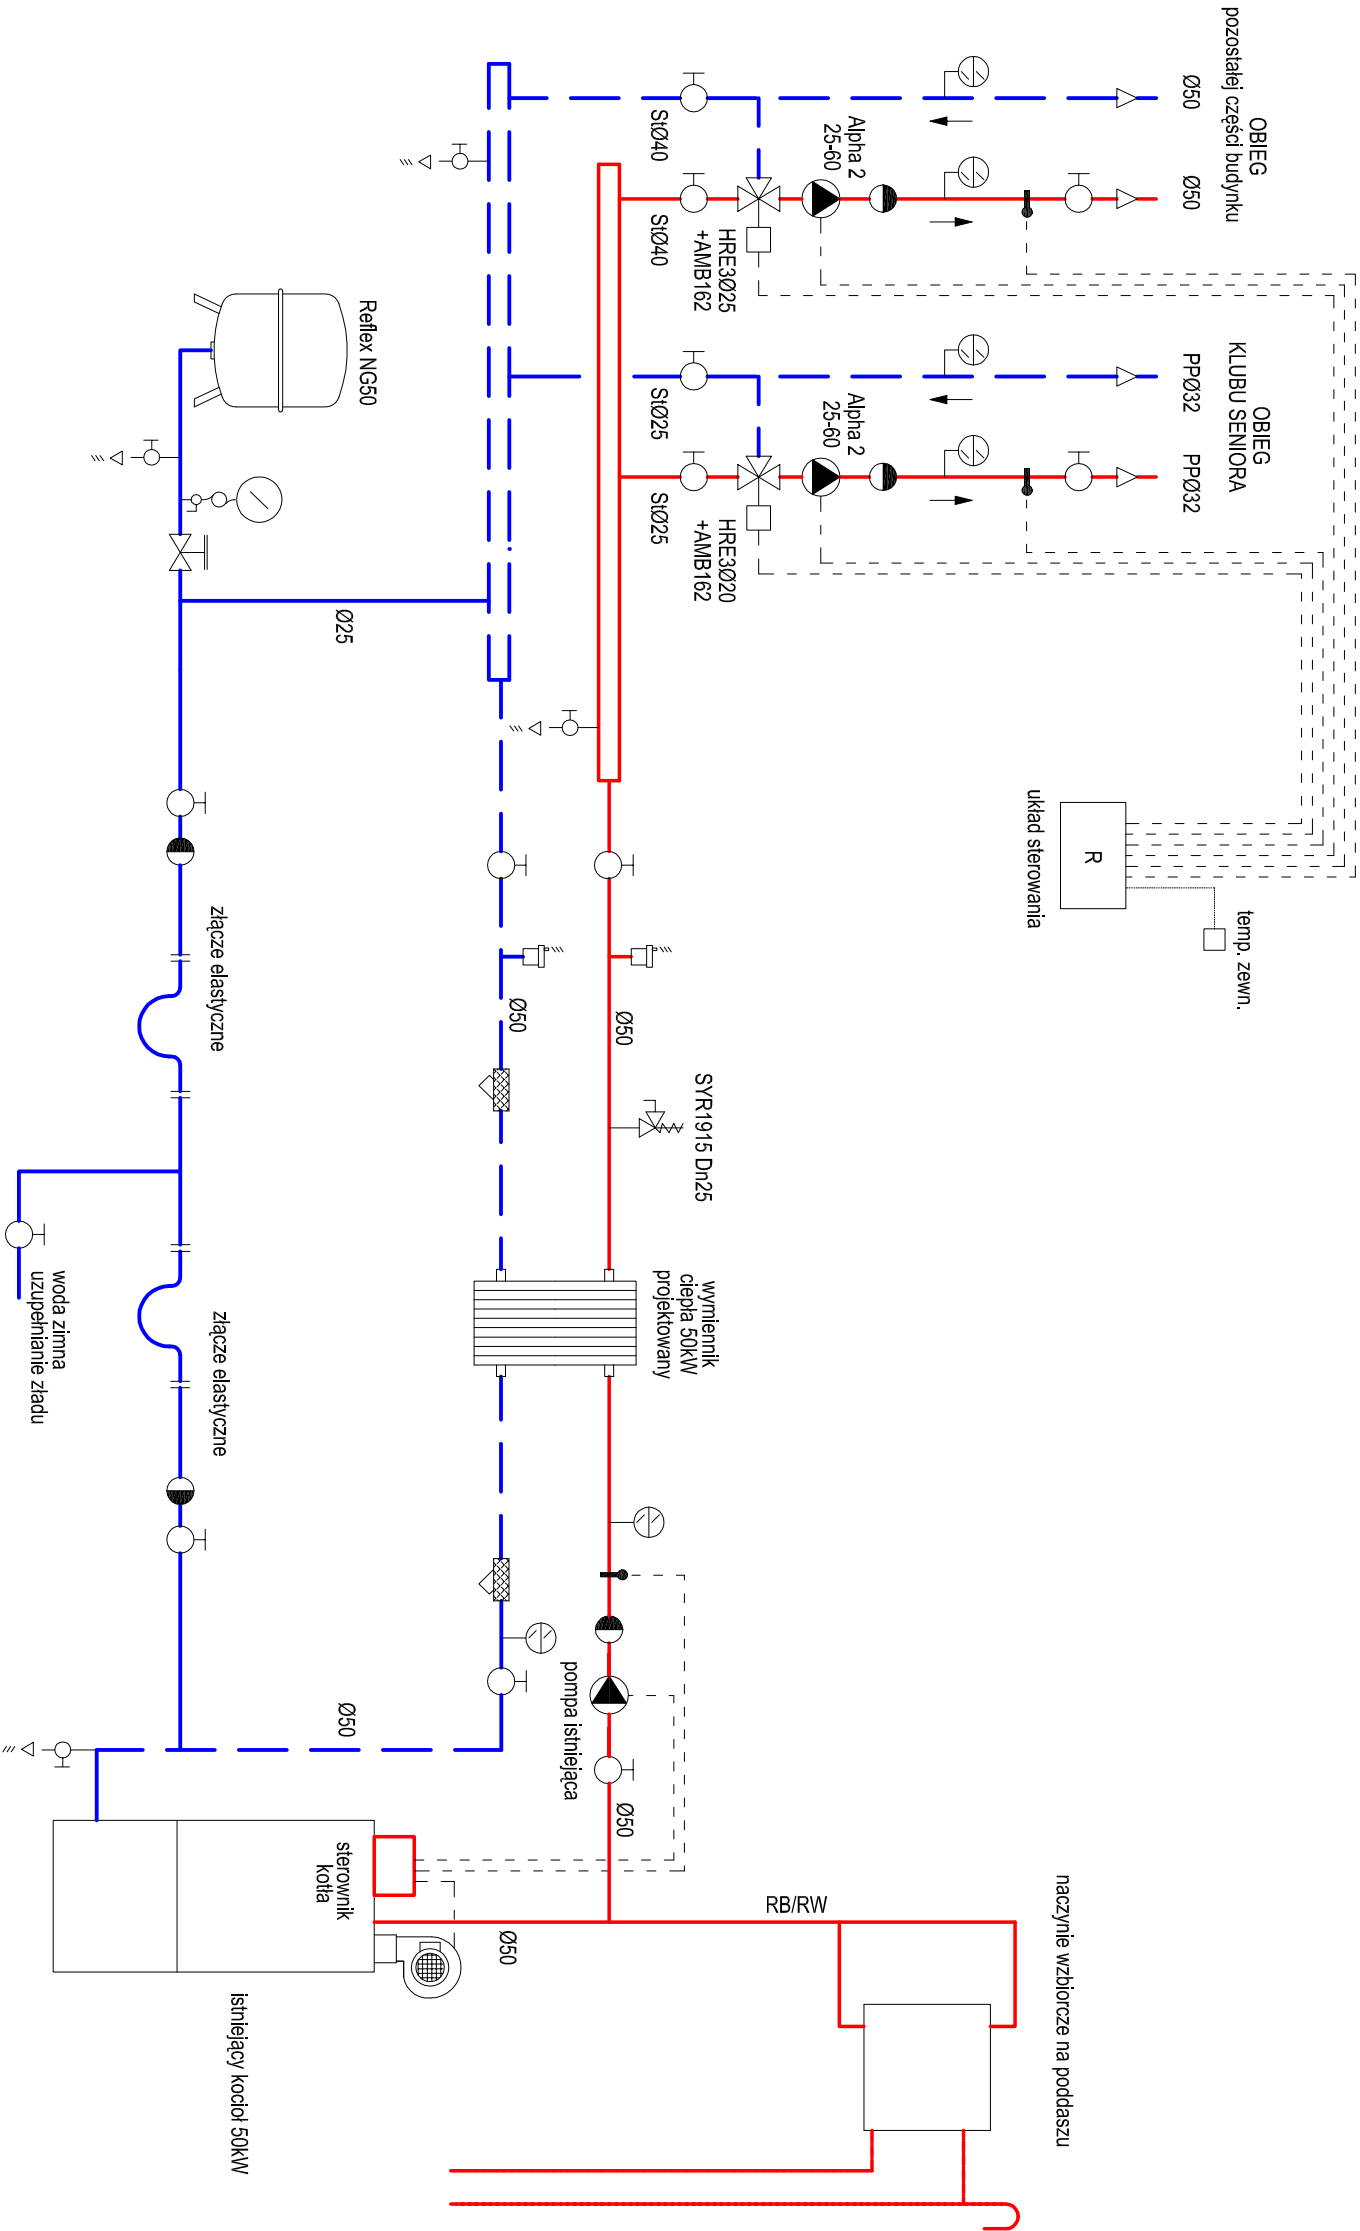 OBIEG
pozostałej części budynku
Ø50
Ø50
StØ40
StØ40
Alpha 2
25-60
HRE3Ø25
+AMB162
OBIEG
KLUBU SENIORA
PPØ32
PPØ32
StØ25
StØ25
Alpha 2
25-60
HRE3Ø20
+AMB162
R
układ sterowania
temp. zewn.
Reflex NG50
Ø25
Ø50
Ø50
SYR1915 Dn25
złącze elastyczne
wymiennik
ciepła 50kW
projektowany
złącze elastyczne
woda zimna
uzupełnianie zładu
pompa istniejąca
Ø50
Ø50
RB/RW
naczynie wzbiorcze na poddaszu
sterownik
kotła
Ø50
istniejący kocioł 50kW